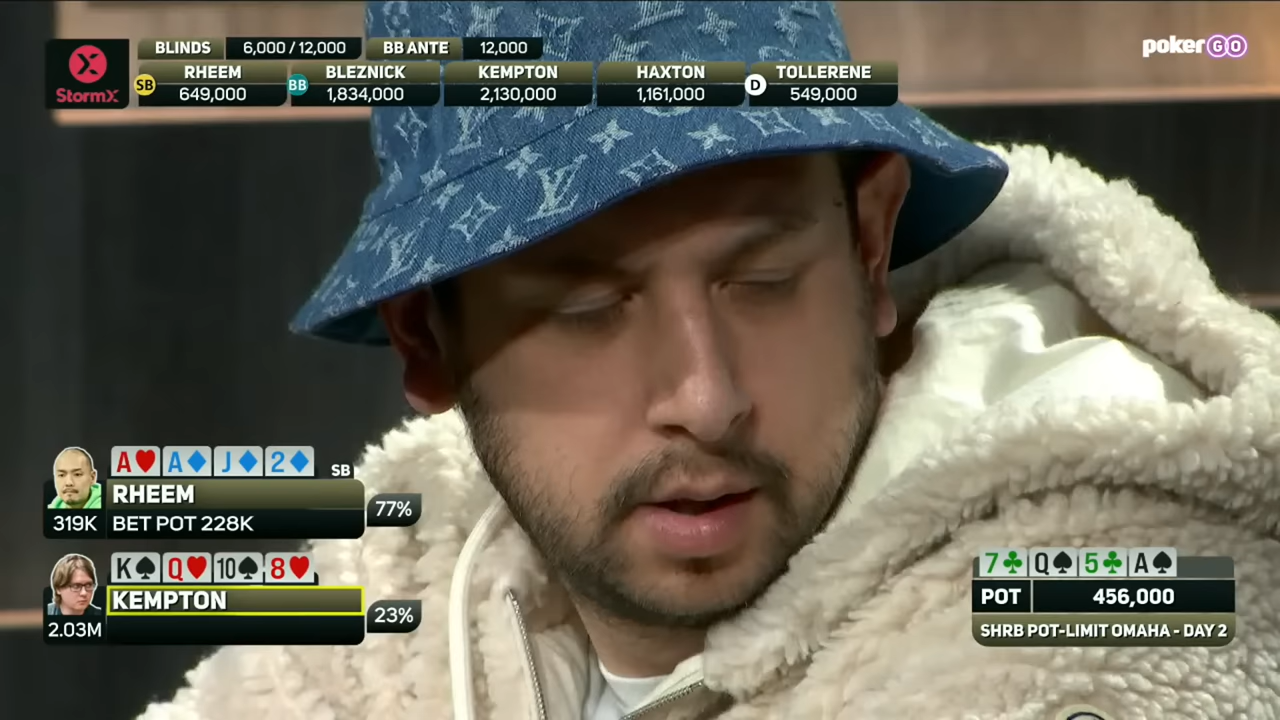 BLINDS 6,000 / 12,000 BB ANTE 12,000
pokerGO
StormX
SB RHEEM 649,000
BB BLEZNICK 1,834,000
KEMPTON 2,130,000
HAXTON 1,161,000
D TOLLERENE 549,000
A♥ A♦ J♦ 2♦ SB
RHEEM
77%
319K BET POT 228K
K♠ Q♥ 10♠ 8♥
KEMPTON
23%
2.03M
7♣ Q♠ 5♣ A♠
POT 456,000
SHRB POT-LIMIT OMAHA - DAY 2
LV